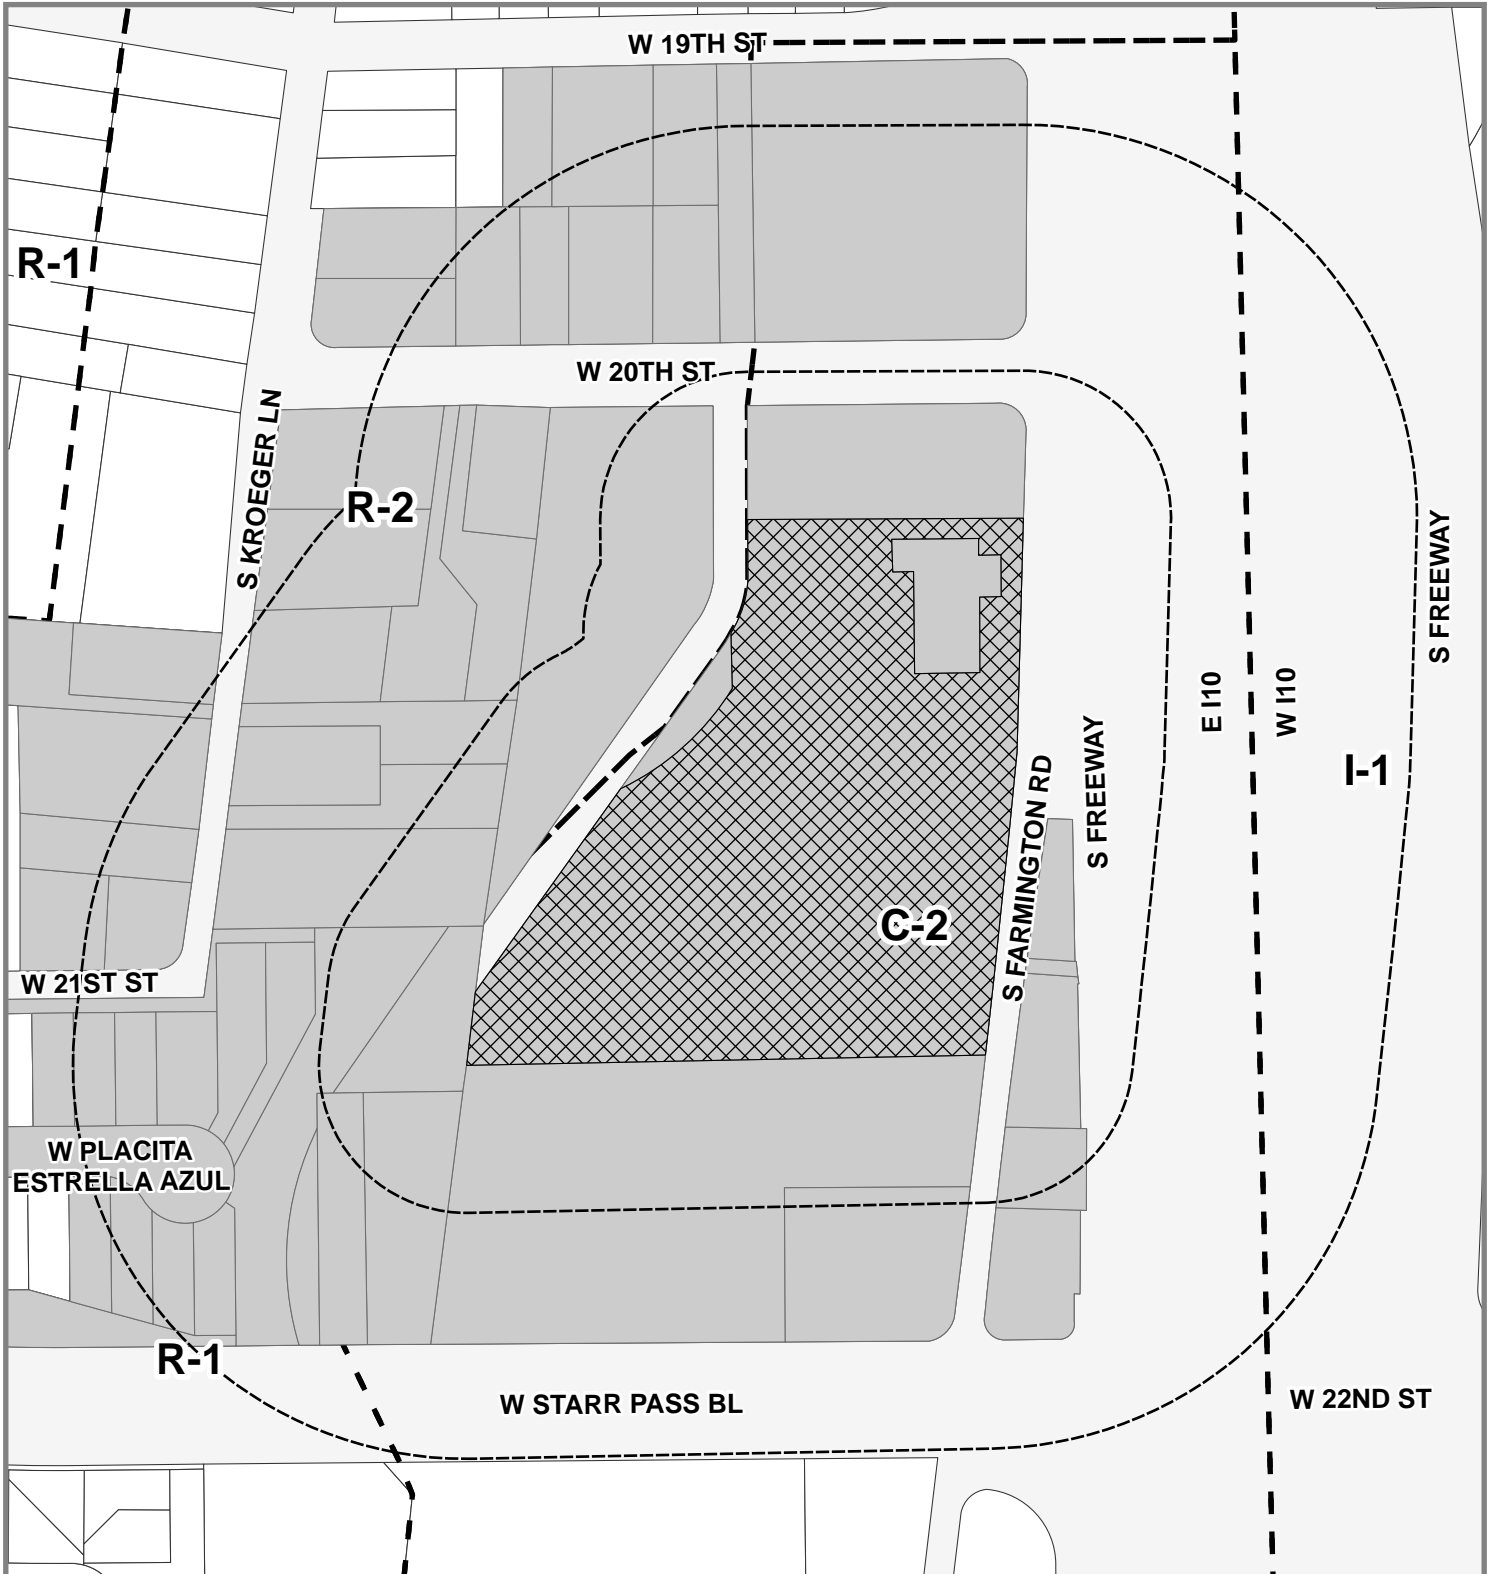 W 19TH ST
R-1
W 20TH ST
S KROEGER LN
R-2
S FREEWAY
E I10
W I10
S FREEWAY
I-1
S FARMINGTON RD
C-2
W 21ST ST
W PLACITA
ESTRELLA AZUL
R-1
W STARR PASS BL
W 22ND ST